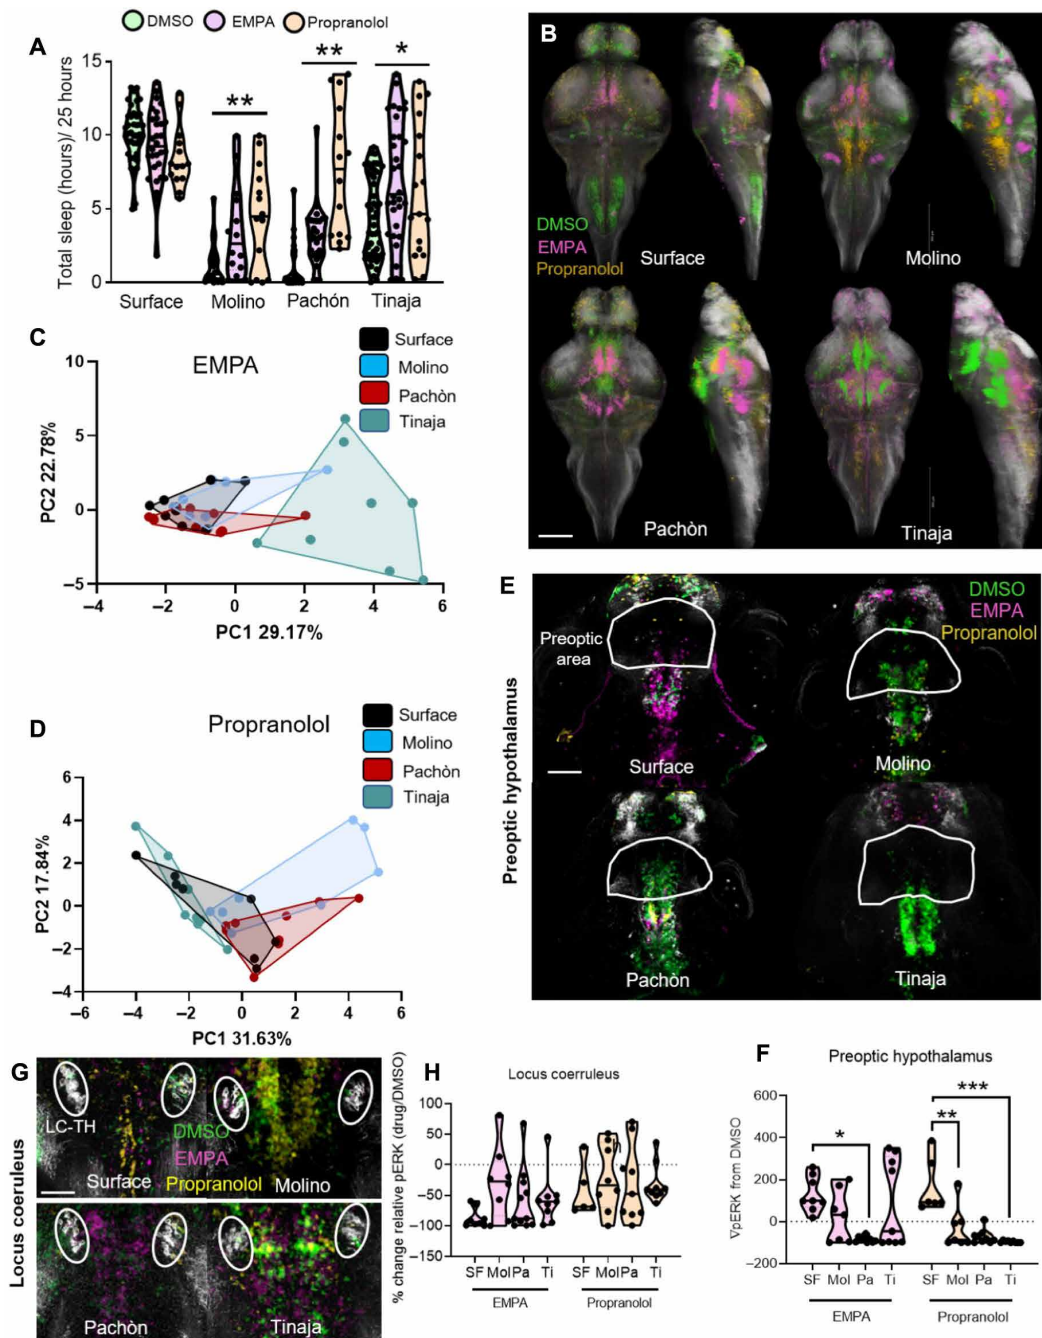 DMSO EMPA Propranolol
A
Total sleep (hours)/ 25 hours
15
10
5
0
** ** *
Surface Molino Pachón Tinaja
B
DMSO
EMPA
Propranolol
Surface
Molino
Pachòn
Tinaja
C
EMPA
Surface
Molino
Pachòn
Tinaja
PC2 22.78%
10
5
0
–5
–4 –2 0 2 4 6
PC1 29.17%
D
Propranolol
Surface
Molino
Pachòn
Tinaja
PC2 17.84%
6
4
2
0
–2
–4
–6 –4 –2 0 2 4 6
PC1 31.63%
E
Preoptic hypothalamus
DMSO
EMPA
Propranolol
Preoptic
area
Surface
Molino
Pachòn
Tinaja
G
Locus coeruleus
LC-TH
DMSO
EMPA
Surface Propranolol Molino
Pachòn
Tinaja
H
Locus coerruleus
% change relative pERK (drug/DMSO)
100
50
0
–50
–100
–150
SF Mol Pa Ti SF Mol Pa Ti
EMPA Propranolol
F
Preoptic hypothalamus
∇pERK from DMSO
600
400
200
0
–200
* ** ***
SF Mol Pa Ti SF Mol Pa Ti
EMPA Propranolol